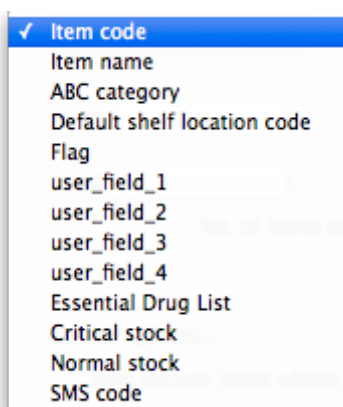 ✓ Item code
Item name
ABC category
Default shelf location code
Flag
user_field_1
user_field_2
user_field_3
user_field_4
Essential Drug List
Critical stock
Normal stock
SMS code